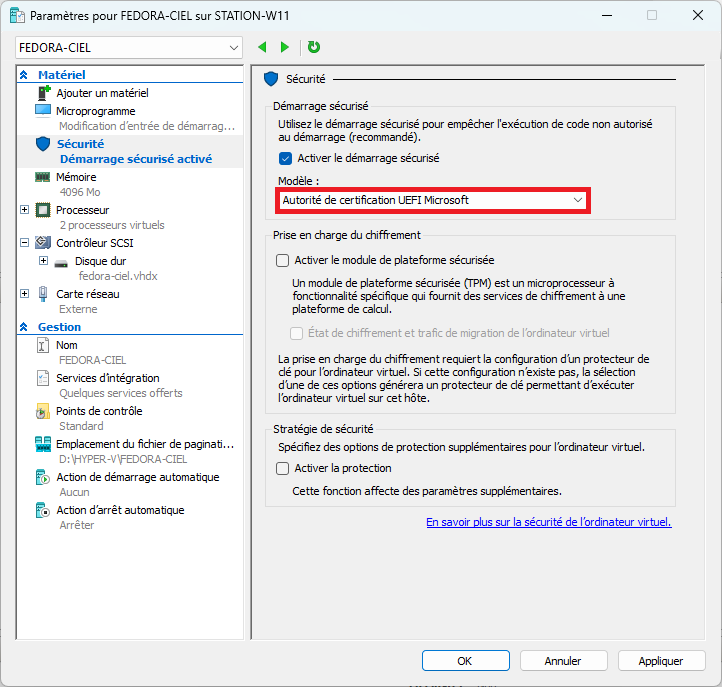 Paramètres pour FEDORA-CIEL sur STATION-W11
FEDORA-CIEL
Matériel
Ajouter un matériel
Microprogramme
Modification d'entrée de démarrag...
Sécurité
Démarrage sécurisé activé
Mémoire
4096 Mo
Processeur
2 processeurs virtuels
Contrôleur SCSI
Disque dur
fedora-ciel.vhdx
Carte réseau
Externe
Gestion
Nom
FEDORA-CIEL
Services d'intégration
Quelques services offerts
Points de contrôle
Standard
Emplacement du fichier de paginati...
D:\HYPER-V\FEDORA-CIEL
Action de démarrage automatique
Aucun
Action d'arrêt automatique
Arrêter
Sécurité
Démarrage sécurisé
Utilisez le démarrage sécurisé pour empêcher l'exécution de code non autorisé
au démarrage (recommandé).
Activer le démarrage sécurisé
Modèle :
Autorité de certification UEFI Microsoft
Prise en charge du chiffrement
Activer le module de plateforme sécurisée
Un module de plateforme sécurisée (TPM) est un microprocesseur à
fonctionnalité spécifique qui fournit des services de chiffrement à une
plateforme de calcul.
État de chiffrement et trafic de migration de l'ordinateur virtuel
La prise en charge du chiffrement requiert la configuration d'un protecteur de
clé pour l'ordinateur virtuel. Si cette configuration n'existe pas, la sélection
d'une de ces options générera un protecteur de clé permettant d'exécuter
l'ordinateur virtuel sur cet hôte.
Stratégie de sécurité
Spécifiez des options de protection supplémentaires pour l'ordinateur virtuel.
Activer la protection
Cette fonction affecte des paramètres supplémentaires.
En savoir plus sur la sécurité de l'ordinateur virtuel.
OK
Annuler
Appliquer